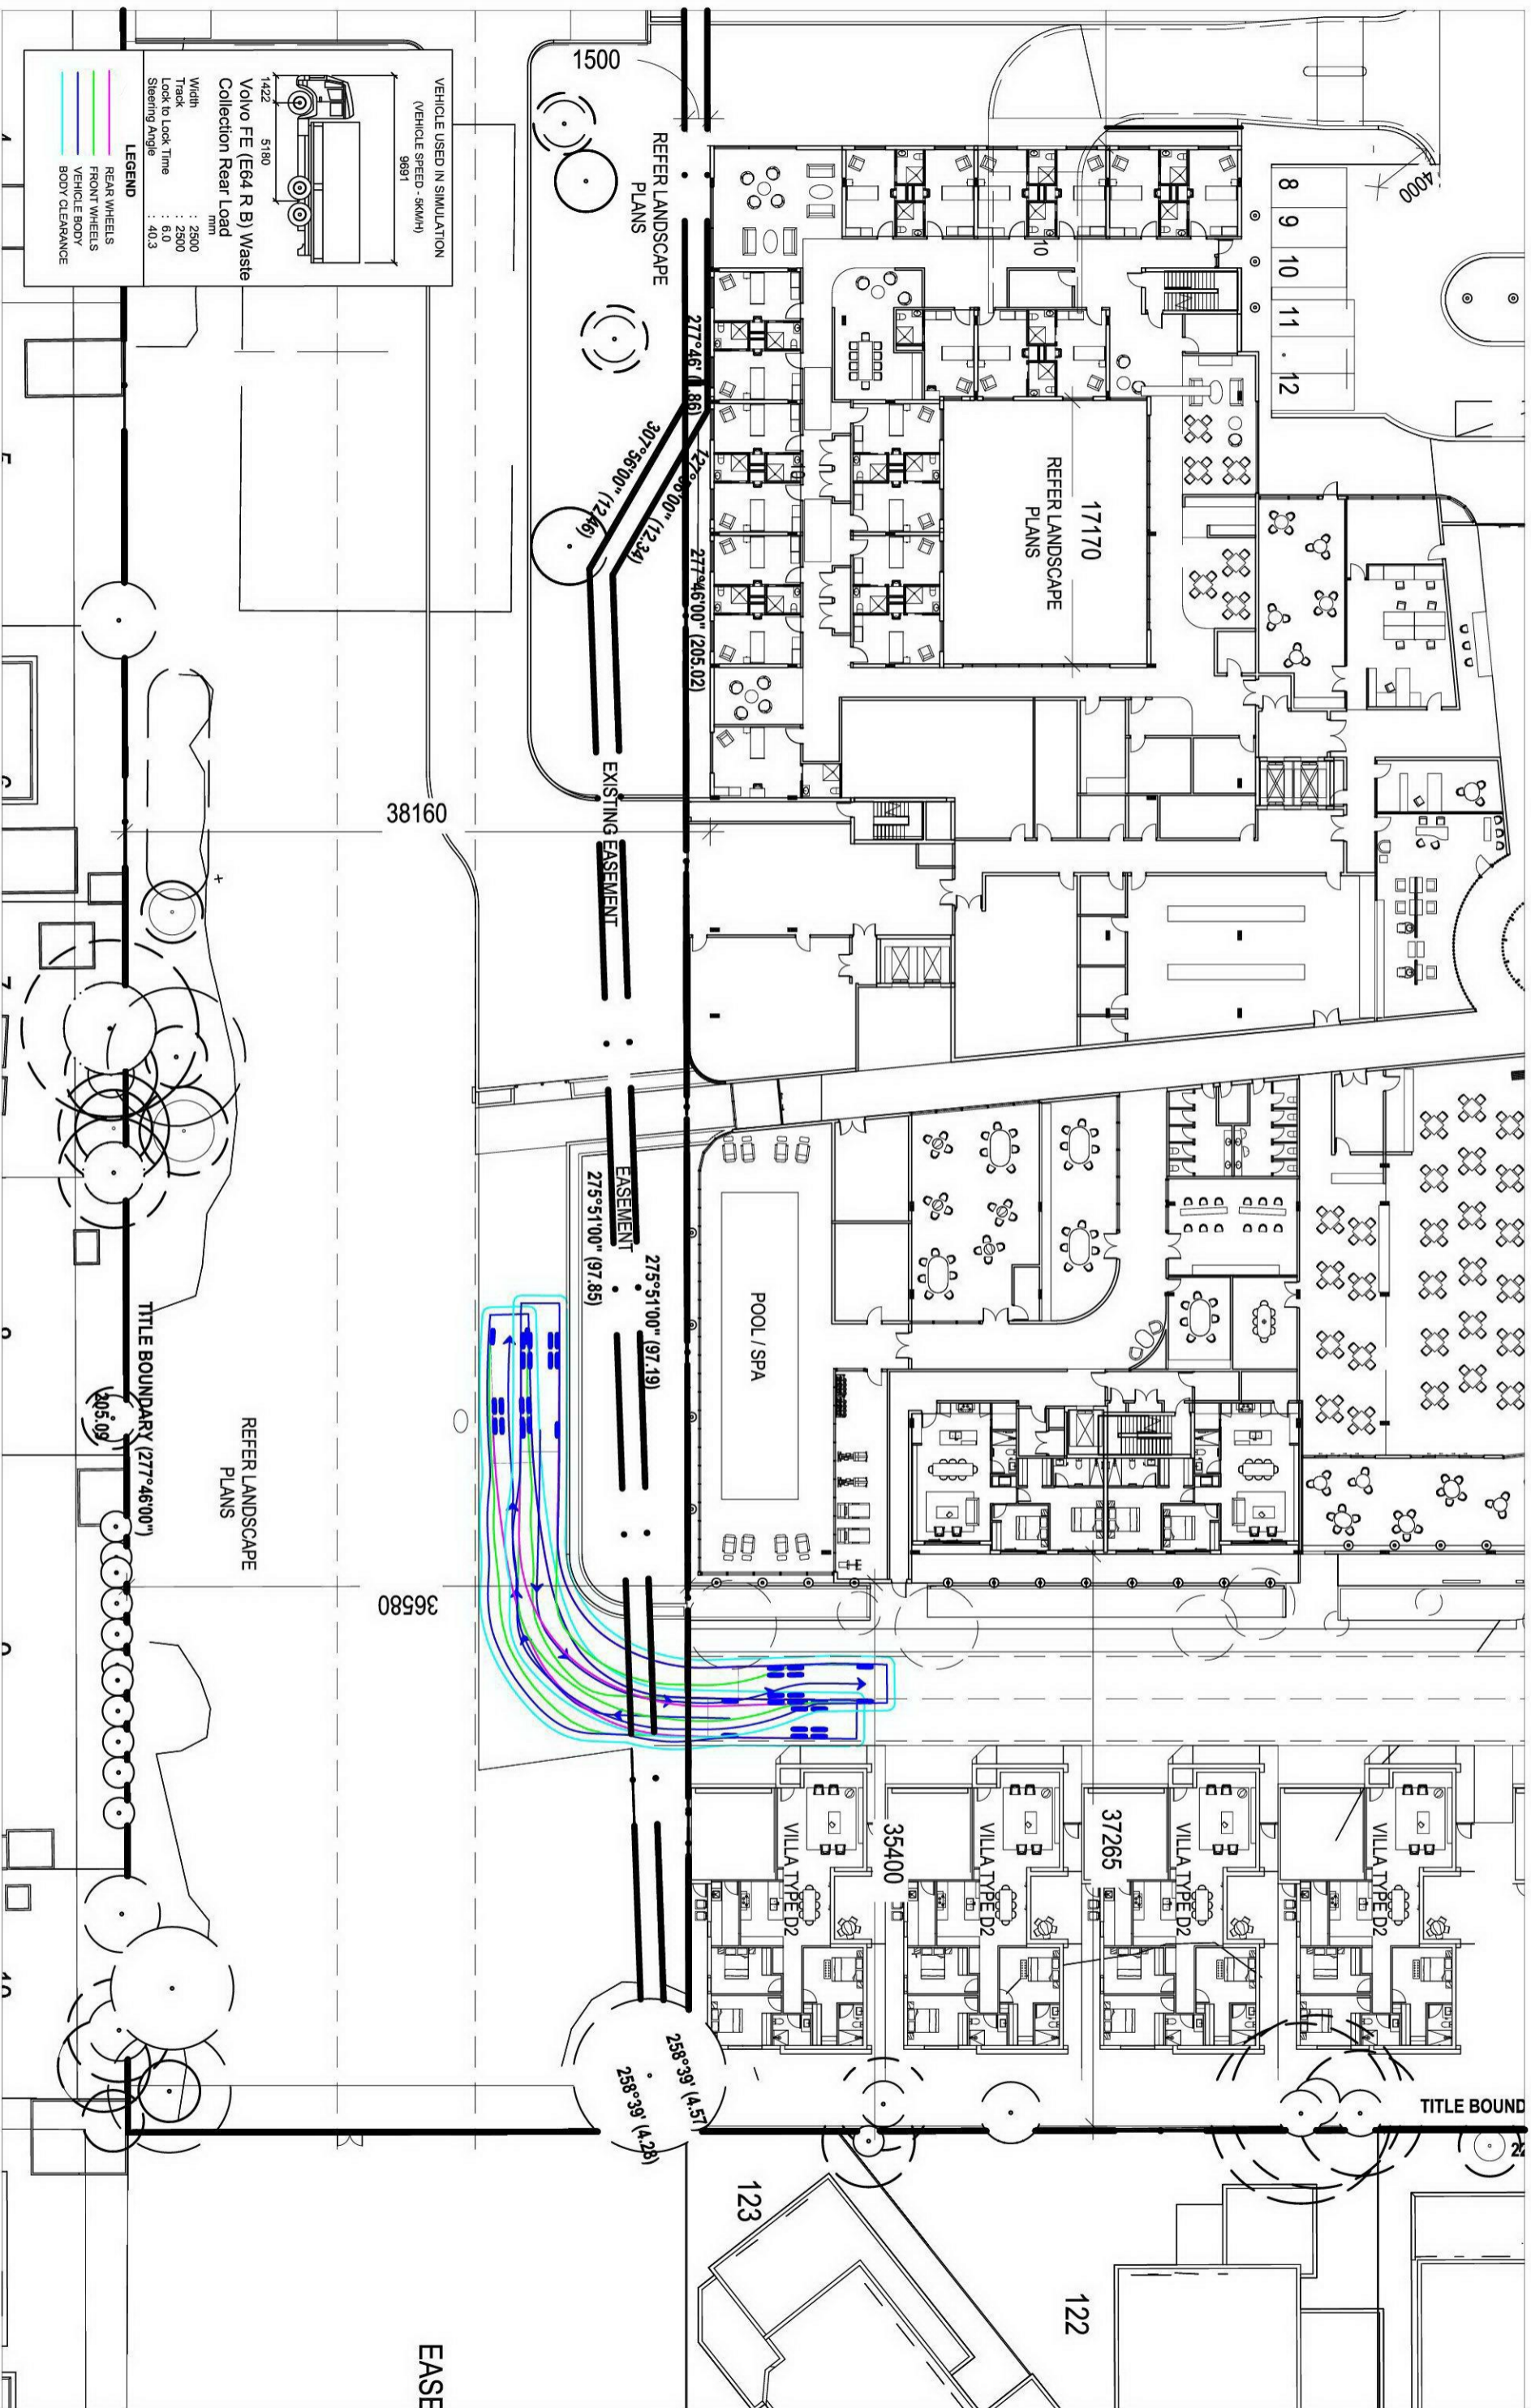 VEHICLE USED IN SIMULATION
(VEHICLE SPEED - 5KM/H)
9691
1422
5180
Volvo FE (E64 R B) Waste
Collection Rear Load
mm
Width : 2500
Track : 2500
Lock to Lock Time : 6.0
Steering Angle : 40.3
LEGEND
REAR WHEELS
FRONT WHEELS
VEHICLE BODY
BODY CLEARANCE
1500
REFER LANDSCAPE
PLANS
4000
8
9
10
11
12
10
10
17170
REFER LANDSCAPE
PLANS
307°56'00" (12.46)
277°46'00" (205.02)
EXISTING EASEMENT
38160
EASEMENT
275°51'00" (97.85)
275°51'00" (97.19)
POOL / SPA
TITLE BOUNDARY (277°46'00")
205.09
REFER LANDSCAPE
PLANS
36580
VILLA TYPE D2
VILLA TYPE D2
VILLA TYPE D2
VILLA TYPE D2
35400
37265
258°39' (4.57
258°39' (4.28)
TITLE BOUND
123
122
EASE